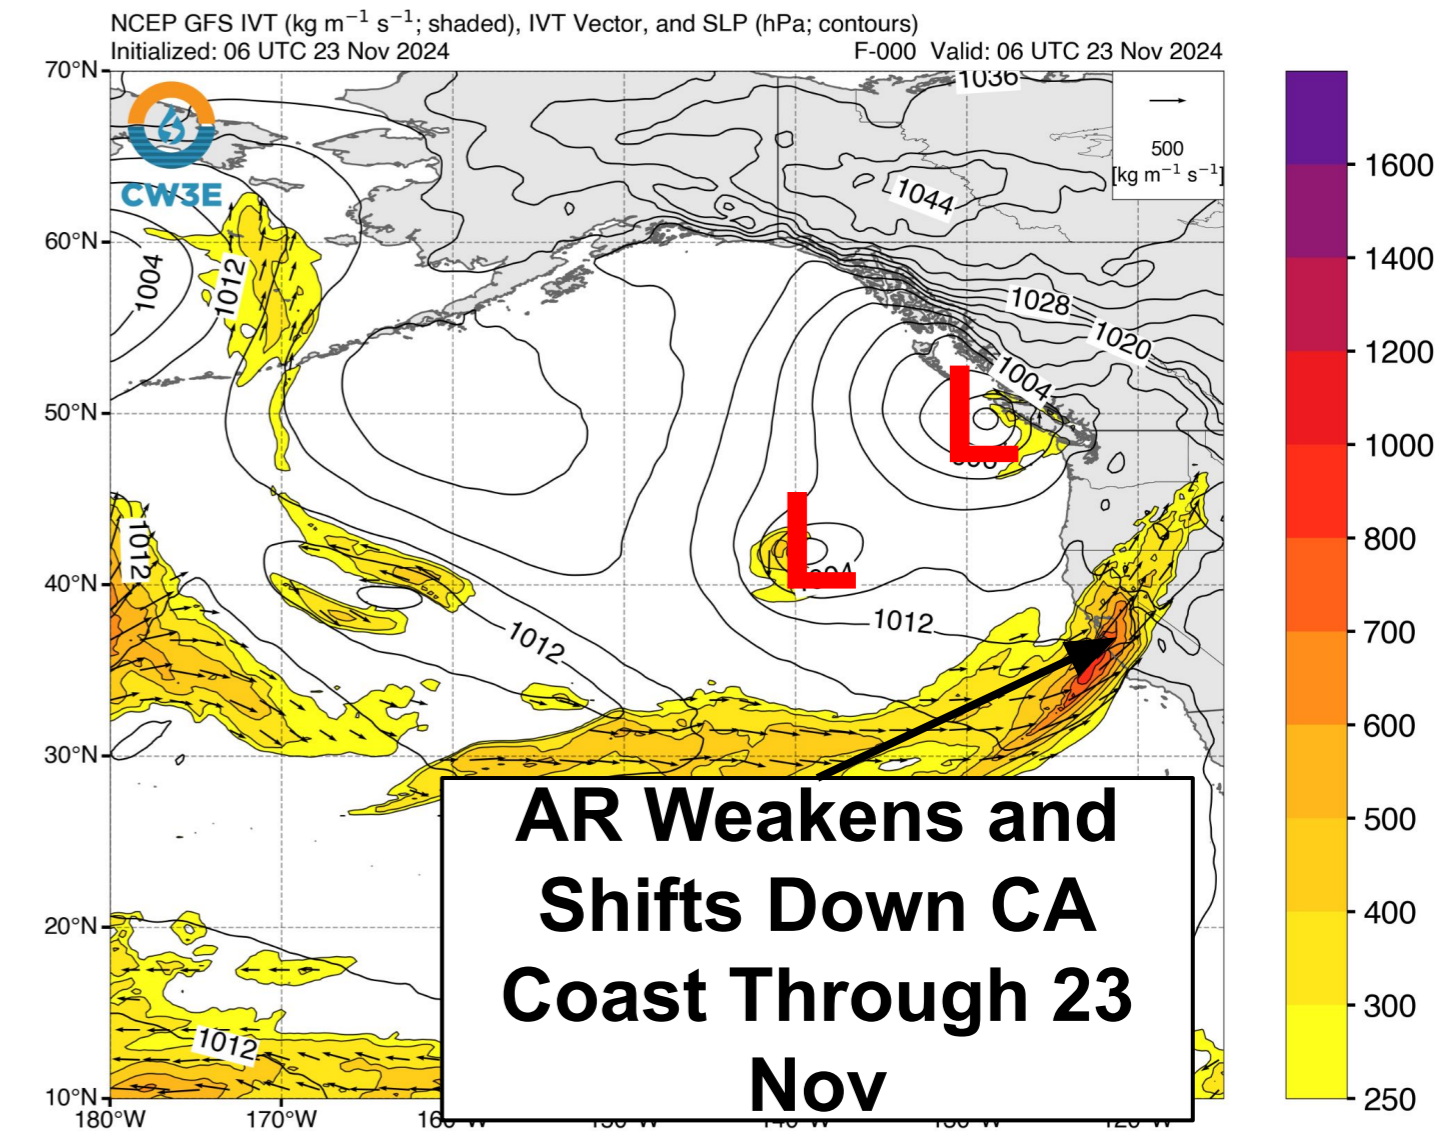 NCEP GFS IVT (kg m⁻¹ s⁻¹; shaded), IVT Vector, and SLP (hPa; contours)
Initialized: 06 UTC 23 Nov 2024 F-000 Valid: 06 UTC 23 Nov 2024
70°N
1036
500
[kg m⁻¹ s⁻¹]
CW3E
1600
1044
60°N
1004
1012
1400
1028
1020
1200
1004
L
50°N
1000
L
1012
800
40°N
1012
1012
700
600
30°N
AR Weakens and
Shifts Down CA
Coast Through 23
Nov
500
400
20°N
300
1012
10°N
250
180°W 170°W